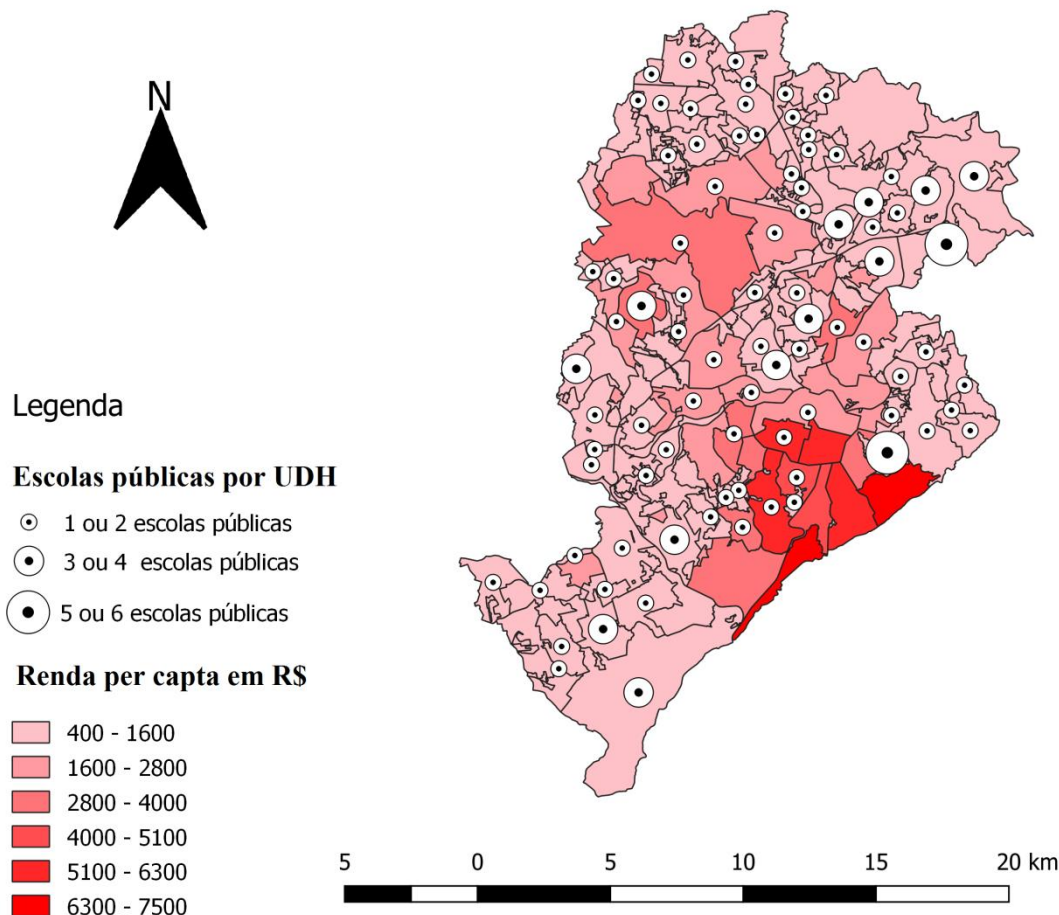 N
Legenda
Escolas públicas por UDH
1 ou 2 escolas públicas
3 ou 4 escolas públicas
5 ou 6 escolas públicas
Renda per capta em R$
400 - 1600
1600 - 2800
2800 - 4000
4000 - 5100
5100 - 6300
6300 - 7500
5 0 5 10 15 20 km